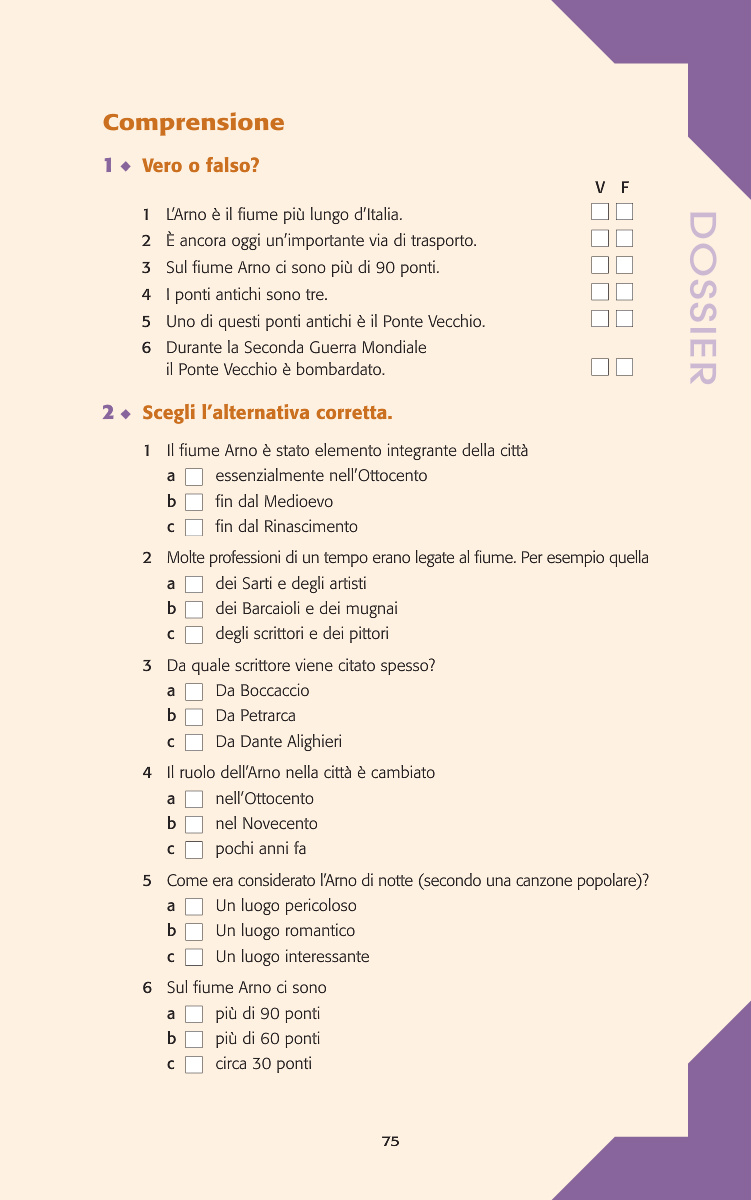 Comprensione
1 ◆ Vero o falso?
V F
1 L'Arno è il fiume più lungo d'Italia.
2 È ancora oggi un'importante via di trasporto.
3 Sul fiume Arno ci sono più di 90 ponti.
4 I ponti antichi sono tre.
5 Uno di questi ponti antichi è il Ponte Vecchio.
6 Durante la Seconda Guerra Mondiale
il Ponte Vecchio è bombardato.
DOSSIER
2 ◆ Scegli l'alternativa corretta.
1 Il fiume Arno è stato elemento integrante della città
a essenzialmente nell'Ottocento
b fin dal Medioevo
c fin dal Rinascimento
2 Molte professioni di un tempo erano legate al fiume. Per esempio quella
a dei Sarti e degli artisti
b dei Barcaioli e dei mugnai
c degli scrittori e dei pittori
3 Da quale scrittore viene citato spesso?
a Da Boccaccio
b Da Petrarca
c Da Dante Alighieri
4 Il ruolo dell'Arno nella città è cambiato
a nell'Ottocento
b nel Novecento
c pochi anni fa
5 Come era considerato l'Arno di notte (secondo una canzone popolare)?
a Un luogo pericoloso
b Un luogo romantico
c Un luogo interessante
6 Sul fiume Arno ci sono
a più di 90 ponti
b più di 60 ponti
c circa 30 ponti
75